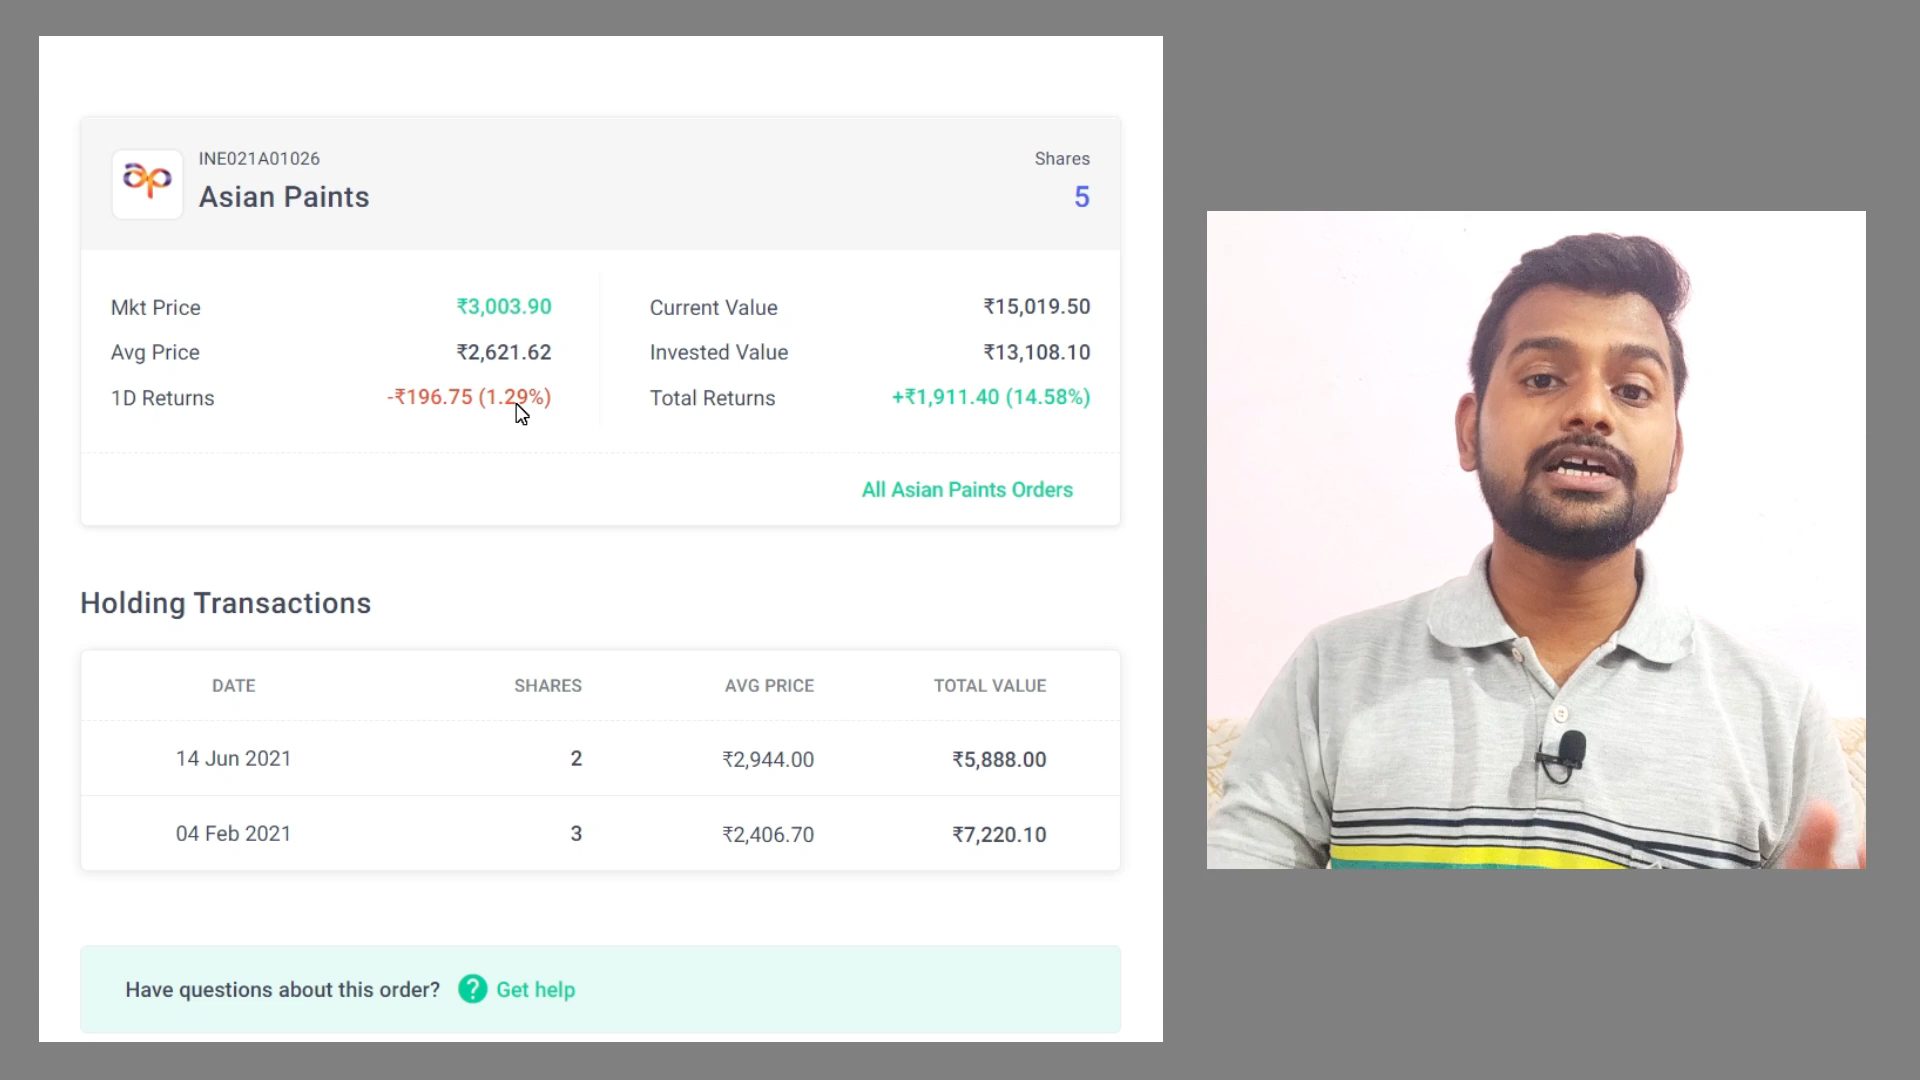 INE021A01026
Asian Paints
Shares
5
Mkt Price ₹3,003.90
Avg Price ₹2,621.62
1D Returns -₹196.75 (1.29%)
Current Value ₹15,019.50
Invested Value ₹13,108.10
Total Returns +₹1,911.40 (14.58%)
All Asian Paints Orders
Holding Transactions
DATE SHARES AVG PRICE TOTAL VALUE
14 Jun 2021 2 ₹2,944.00 ₹5,888.00
04 Feb 2021 3 ₹2,406.70 ₹7,220.10
Have questions about this order? ? Get help